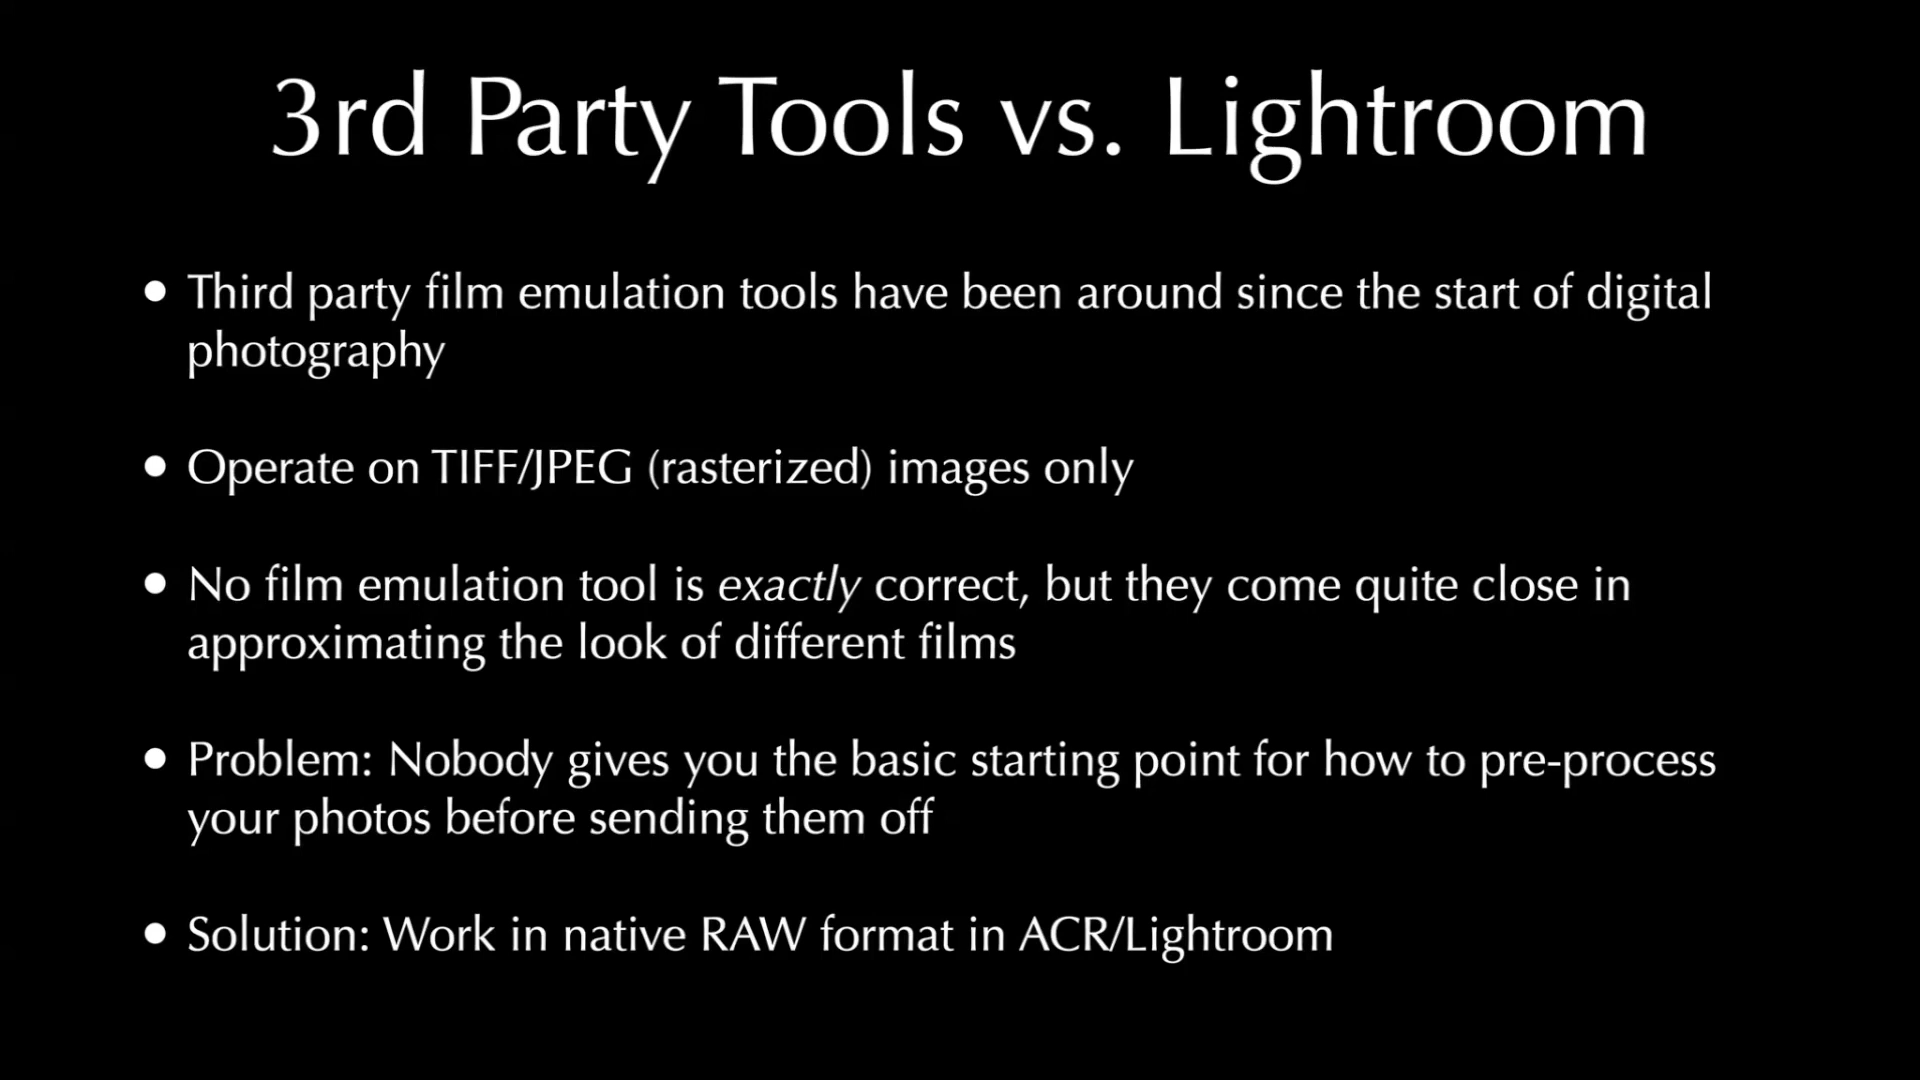 3rd Party Tools vs. Lightroom
• Third party film emulation tools have been around since the start of digital
photography
• Operate on TIFF/JPEG (rasterized) images only
• No film emulation tool is exactly correct, but they come quite close in
approximating the look of different films
• Problem: Nobody gives you the basic starting point for how to pre-process
your photos before sending them off
• Solution: Work in native RAW format in ACR/Lightroom